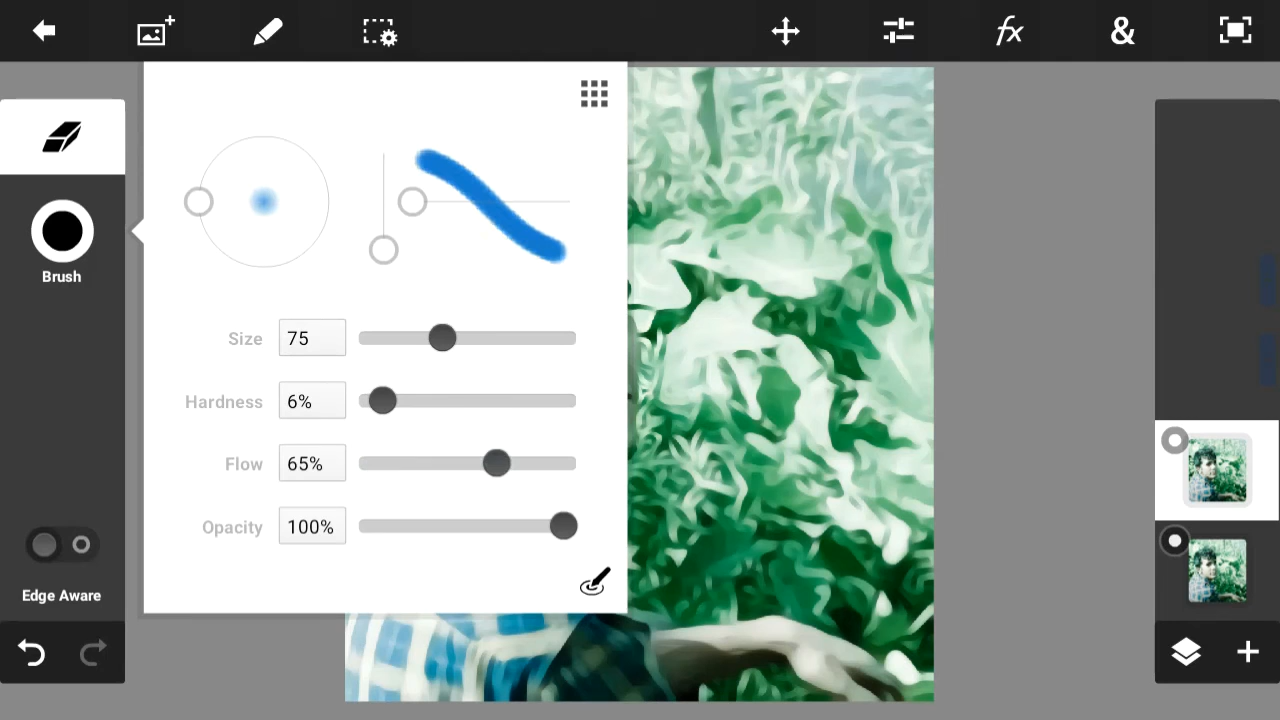 fx
&
Brush
Size 75
Hardness 6%
Flow 65%
Opacity 100%
Edge Aware